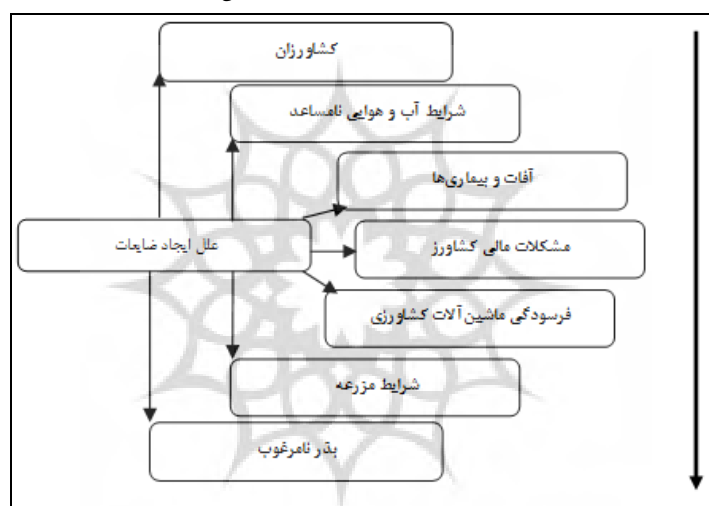 کشاورزان
شرایط آب و هوایی نامساعد
آفات و بیماری‌ها
علل ایجاد ضایعات
مشکلات مالی کشاورز
فرسودگی ماشین آلات کشاورزی
شرایط مزرعه
بذر نامرغوب